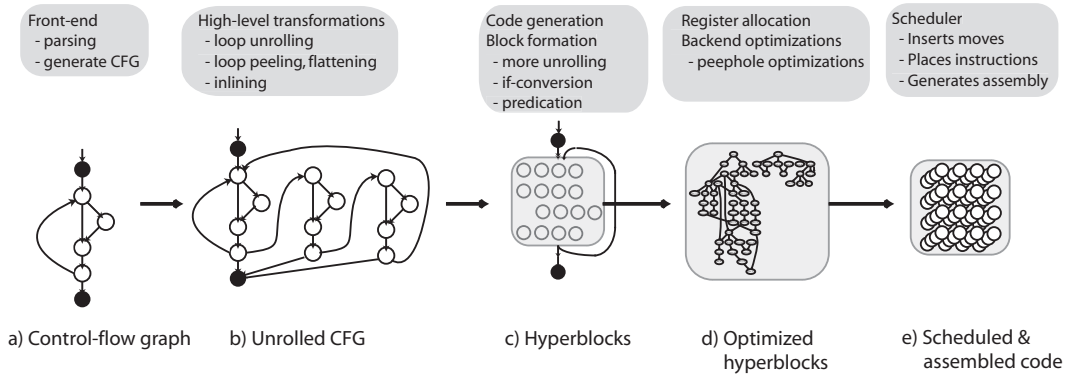 Front-end
- parsing
- generate CFG
High-level transformations
- loop unrolling
- loop peeling, flattening
- inlining
Code generation
Block formation
- more unrolling
- if-conversion
- predication
Register allocation
Backend optimizations
- peephole optimizations
Scheduler
- Inserts moves
- Places instructions
- Generates assembly
a) Control-flow graph
b) Unrolled CFG
c) Hyperblocks
d) Optimized
hyperblocks
e) Scheduled &
assembled code